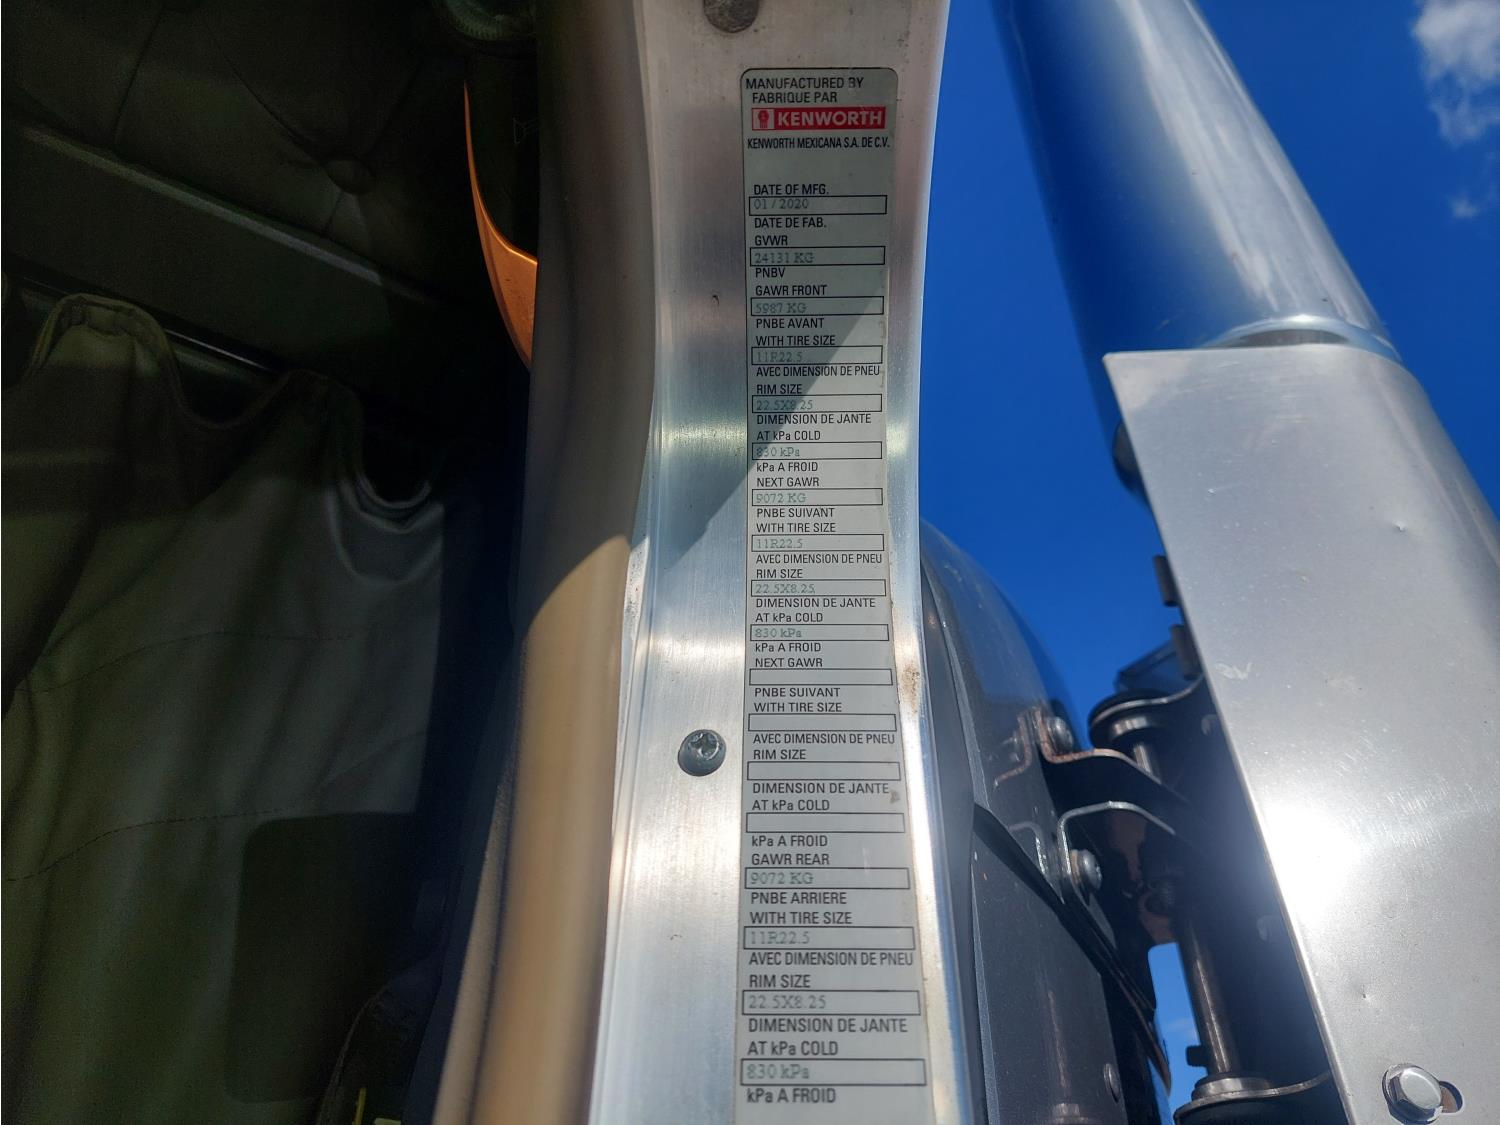 MANUFACTURED BY
FABRIQUE PAR
KENWORTH
KENWORTH MEXICANA S.A. DE C.V.
DATE OF MFG.
01 / 2020
DATE DE FAB.
GVWR
24131 KG
PNBV
GAWR FRONT
5987 KG
PNBE AVANT
WITH TIRE SIZE
11R22.5
AVEC DIMENSION DE PNEU
RIM SIZE
22.5X8.25
DIMENSION DE JANTE
AT kPa COLD
830 kPa
kPa A FROID
NEXT GAWR
9072 KG
PNBE SUIVANT
WITH TIRE SIZE
11R22.5
AVEC DIMENSION DE PNEU
RIM SIZE
22.5X8.25
DIMENSION DE JANTE
AT kPa COLD
830 kPa
kPa A FROID
NEXT GAWR
PNBE SUIVANT
WITH TIRE SIZE
AVEC DIMENSION DE PNEU
RIM SIZE
DIMENSION DE JANTE
AT kPa COLD
kPa A FROID
GAWR REAR
9072 KG
PNBE ARRIERE
WITH TIRE SIZE
11R22.5
AVEC DIMENSION DE PNEU
RIM SIZE
22.5X8.25
DIMENSION DE JANTE
AT kPa COLD
830 kPa
kPa A FROID